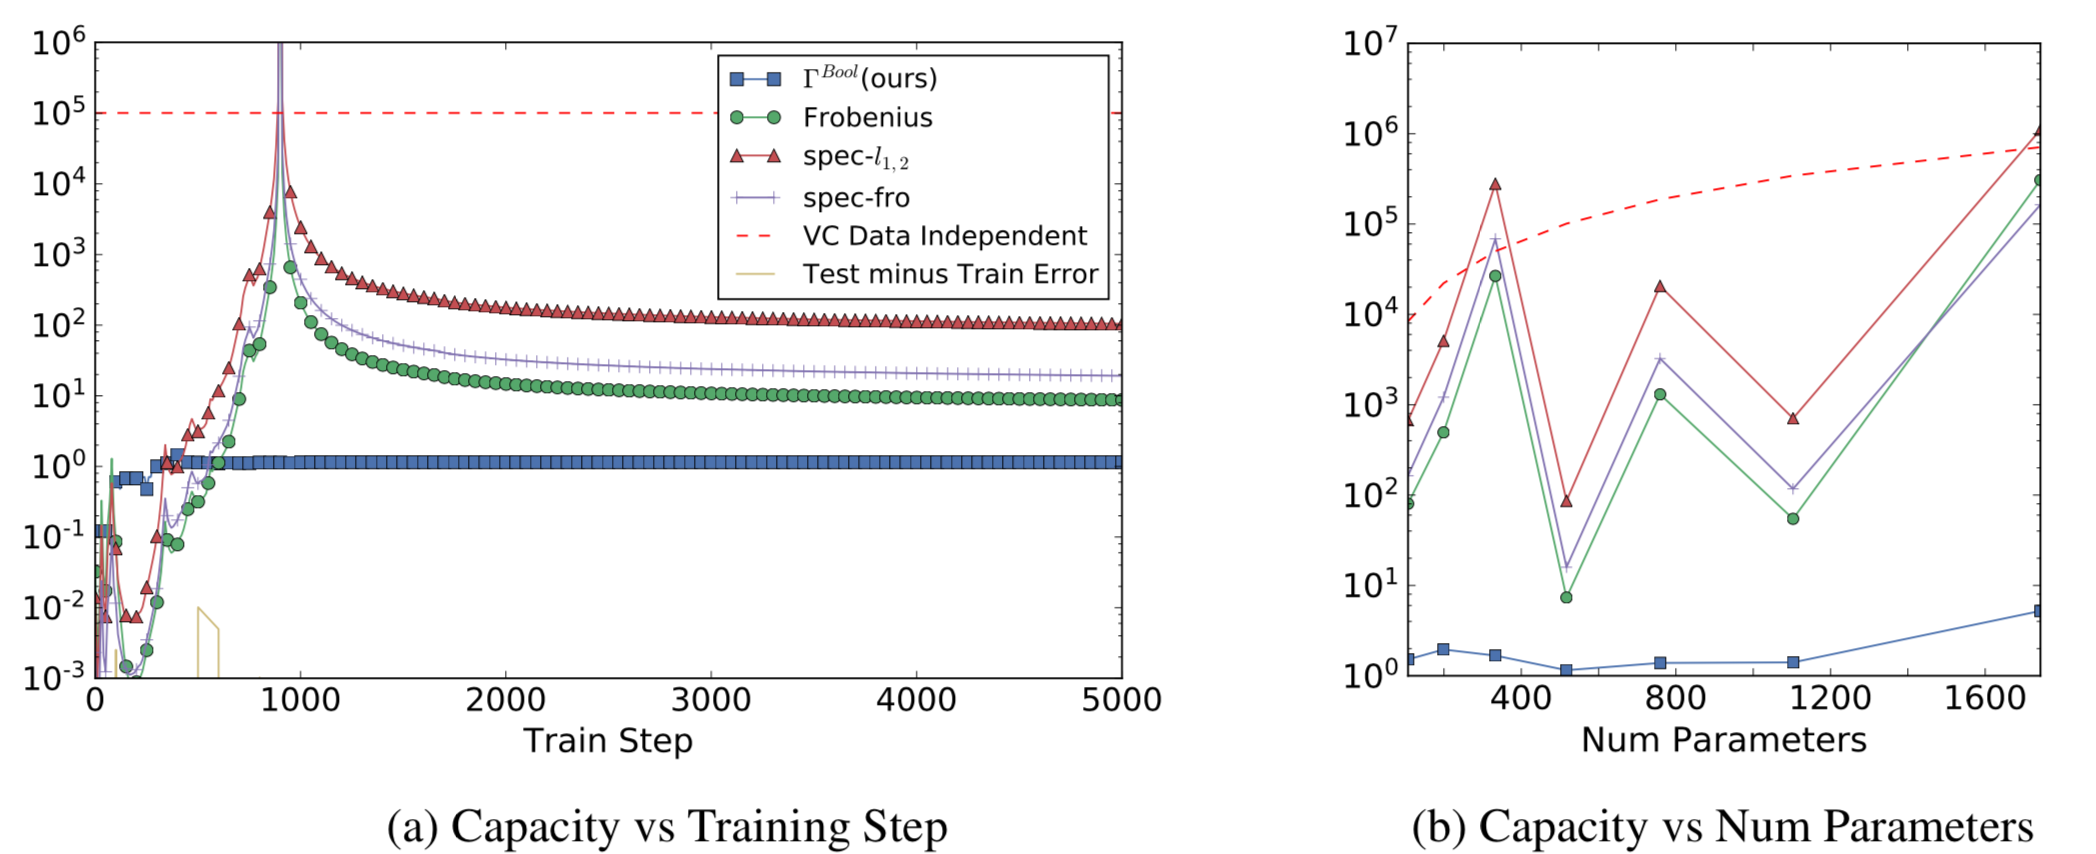 10^6
10^5
10^4
10^3
10^2
10^1
10^0
10^-1
10^-2
10^-3
0
1000
2000
3000
4000
5000
Train Step
Γ^Bool(ours)
Frobenius
spec-l_{1,2}
spec-fro
VC Data Independent
Test minus Train Error
(a) Capacity vs Training Step
10^7
10^6
10^5
10^4
10^3
10^2
10^1
10^0
400
800
1200
1600
Num Parameters
(b) Capacity vs Num Parameters